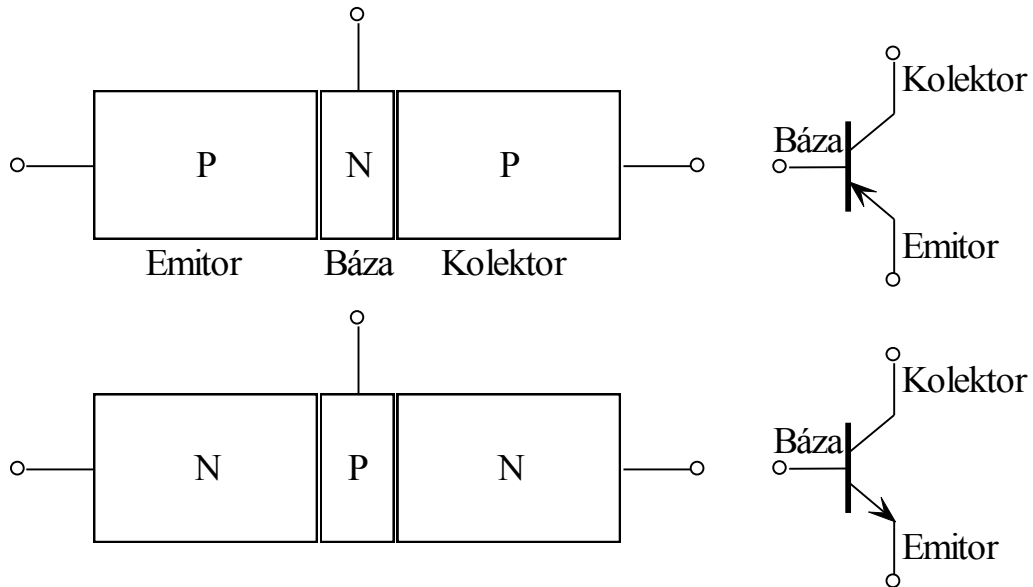 P N P
Emitor Báza Kolektor
Kolektor
Báza
Emitor
N P N
Kolektor
Báza
Emitor